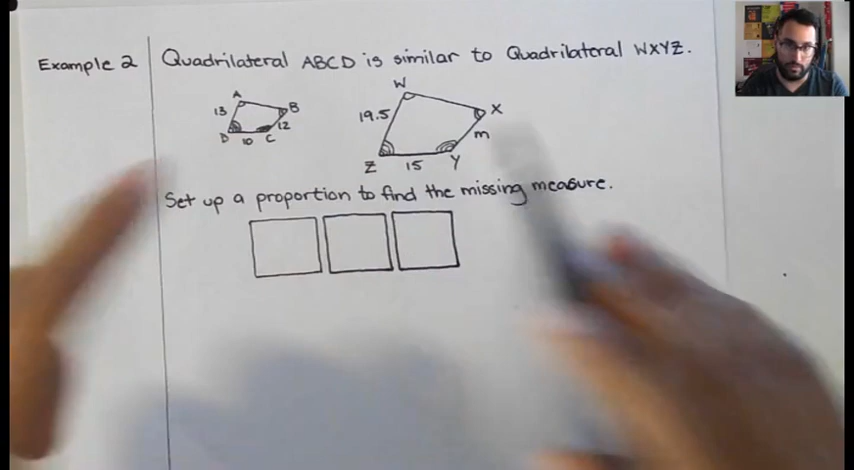 Example 2
Quadrilateral ABCD is similar to Quadrilateral WXYZ.
A
13
B
12
D
10
C
W
19.5
X
m
Z
15
Y
Set up a proportion to find the missing measure.